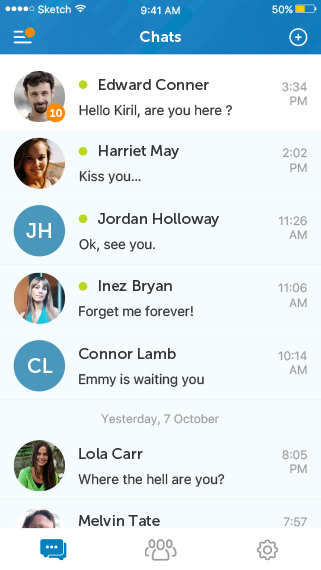 Sketch 9:41 AM 50%
Chats
Edward Conner 3:34 PM
10 Hello Kiril, are you here ?
Harriet May 2:02 PM
Kiss you...
JH Jordan Holloway 11:26 AM
Ok, see you.
Inez Bryan 11:06 AM
Forget me forever!
CL Connor Lamb 10:14 AM
Emmy is waiting you
Yesterday, 7 October
Lola Carr 8:05 PM
Where the hell are you?
Melvin Tate 7:57